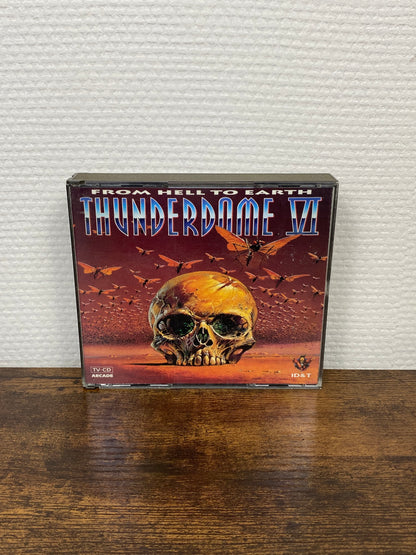 FROM HELL TO EARTH
THUNDERDOME VI
TV-CD
ARCADE
ID&T